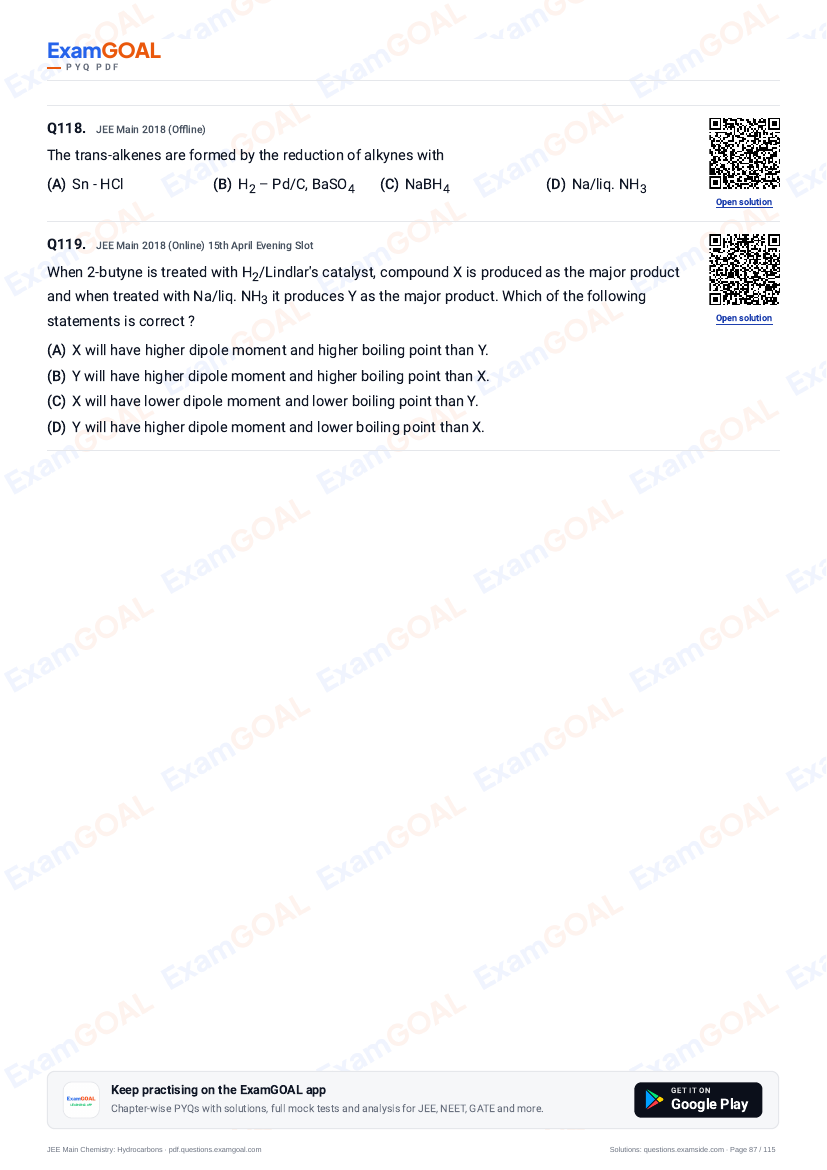 ExamGOAL
PYQ PDF
Q118. JEE Main 2018 (Offline)
The trans-alkenes are formed by the reduction of alkynes with
(A) Sn - HCl (B) H2 – Pd/C, BaSO4 (C) NaBH4 (D) Na/liq. NH3
Open solution
Q119. JEE Main 2018 (Online) 15th April Evening Slot
When 2-butyne is treated with H2/Lindlar's catalyst, compound X is produced as the major product
and when treated with Na/liq. NH3 it produces Y as the major product. Which of the following
statements is correct ?
Open solution
(A) X will have higher dipole moment and higher boiling point than Y.
(B) Y will have higher dipole moment and higher boiling point than X.
(C) X will have lower dipole moment and lower boiling point than Y.
(D) Y will have higher dipole moment and lower boiling point than X.
ExamGOAL
Keep practising on the ExamGOAL app
Chapter-wise PYQs with solutions, full mock tests and analysis for JEE, NEET, GATE and more.
GET IT ON
Google Play
JEE Main Chemistry: Hydrocarbons · pdf.questions.examgoal.com
Solutions: questions.examside.com · Page 87 / 115